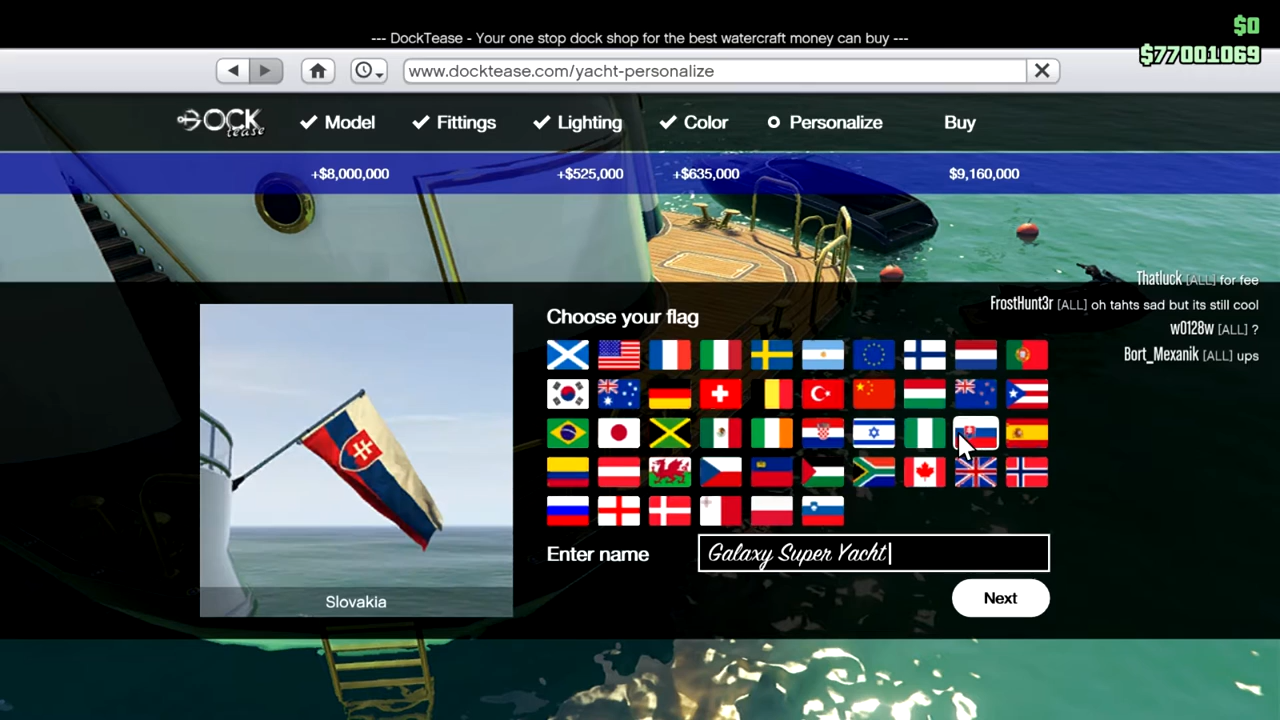 --- DockTease - Your one stop dock shop for the best watercraft money can buy ---
$0
$77001069
www.docktease.com/yacht-personalize
DOCK tease
Model
Fittings
Lighting
Color
Personalize
Buy
+$8,000,000
+$525,000
+$635,000
$9,160,000
Thatluck [ALL] for fee
FrostHunt3r [ALL] oh tahts sad but its still cool
w0128w [ALL] ?
Bort_Mexanik [ALL] ups
Choose your flag
Slovakia
Enter name
Galaxy Super Yacht
Next